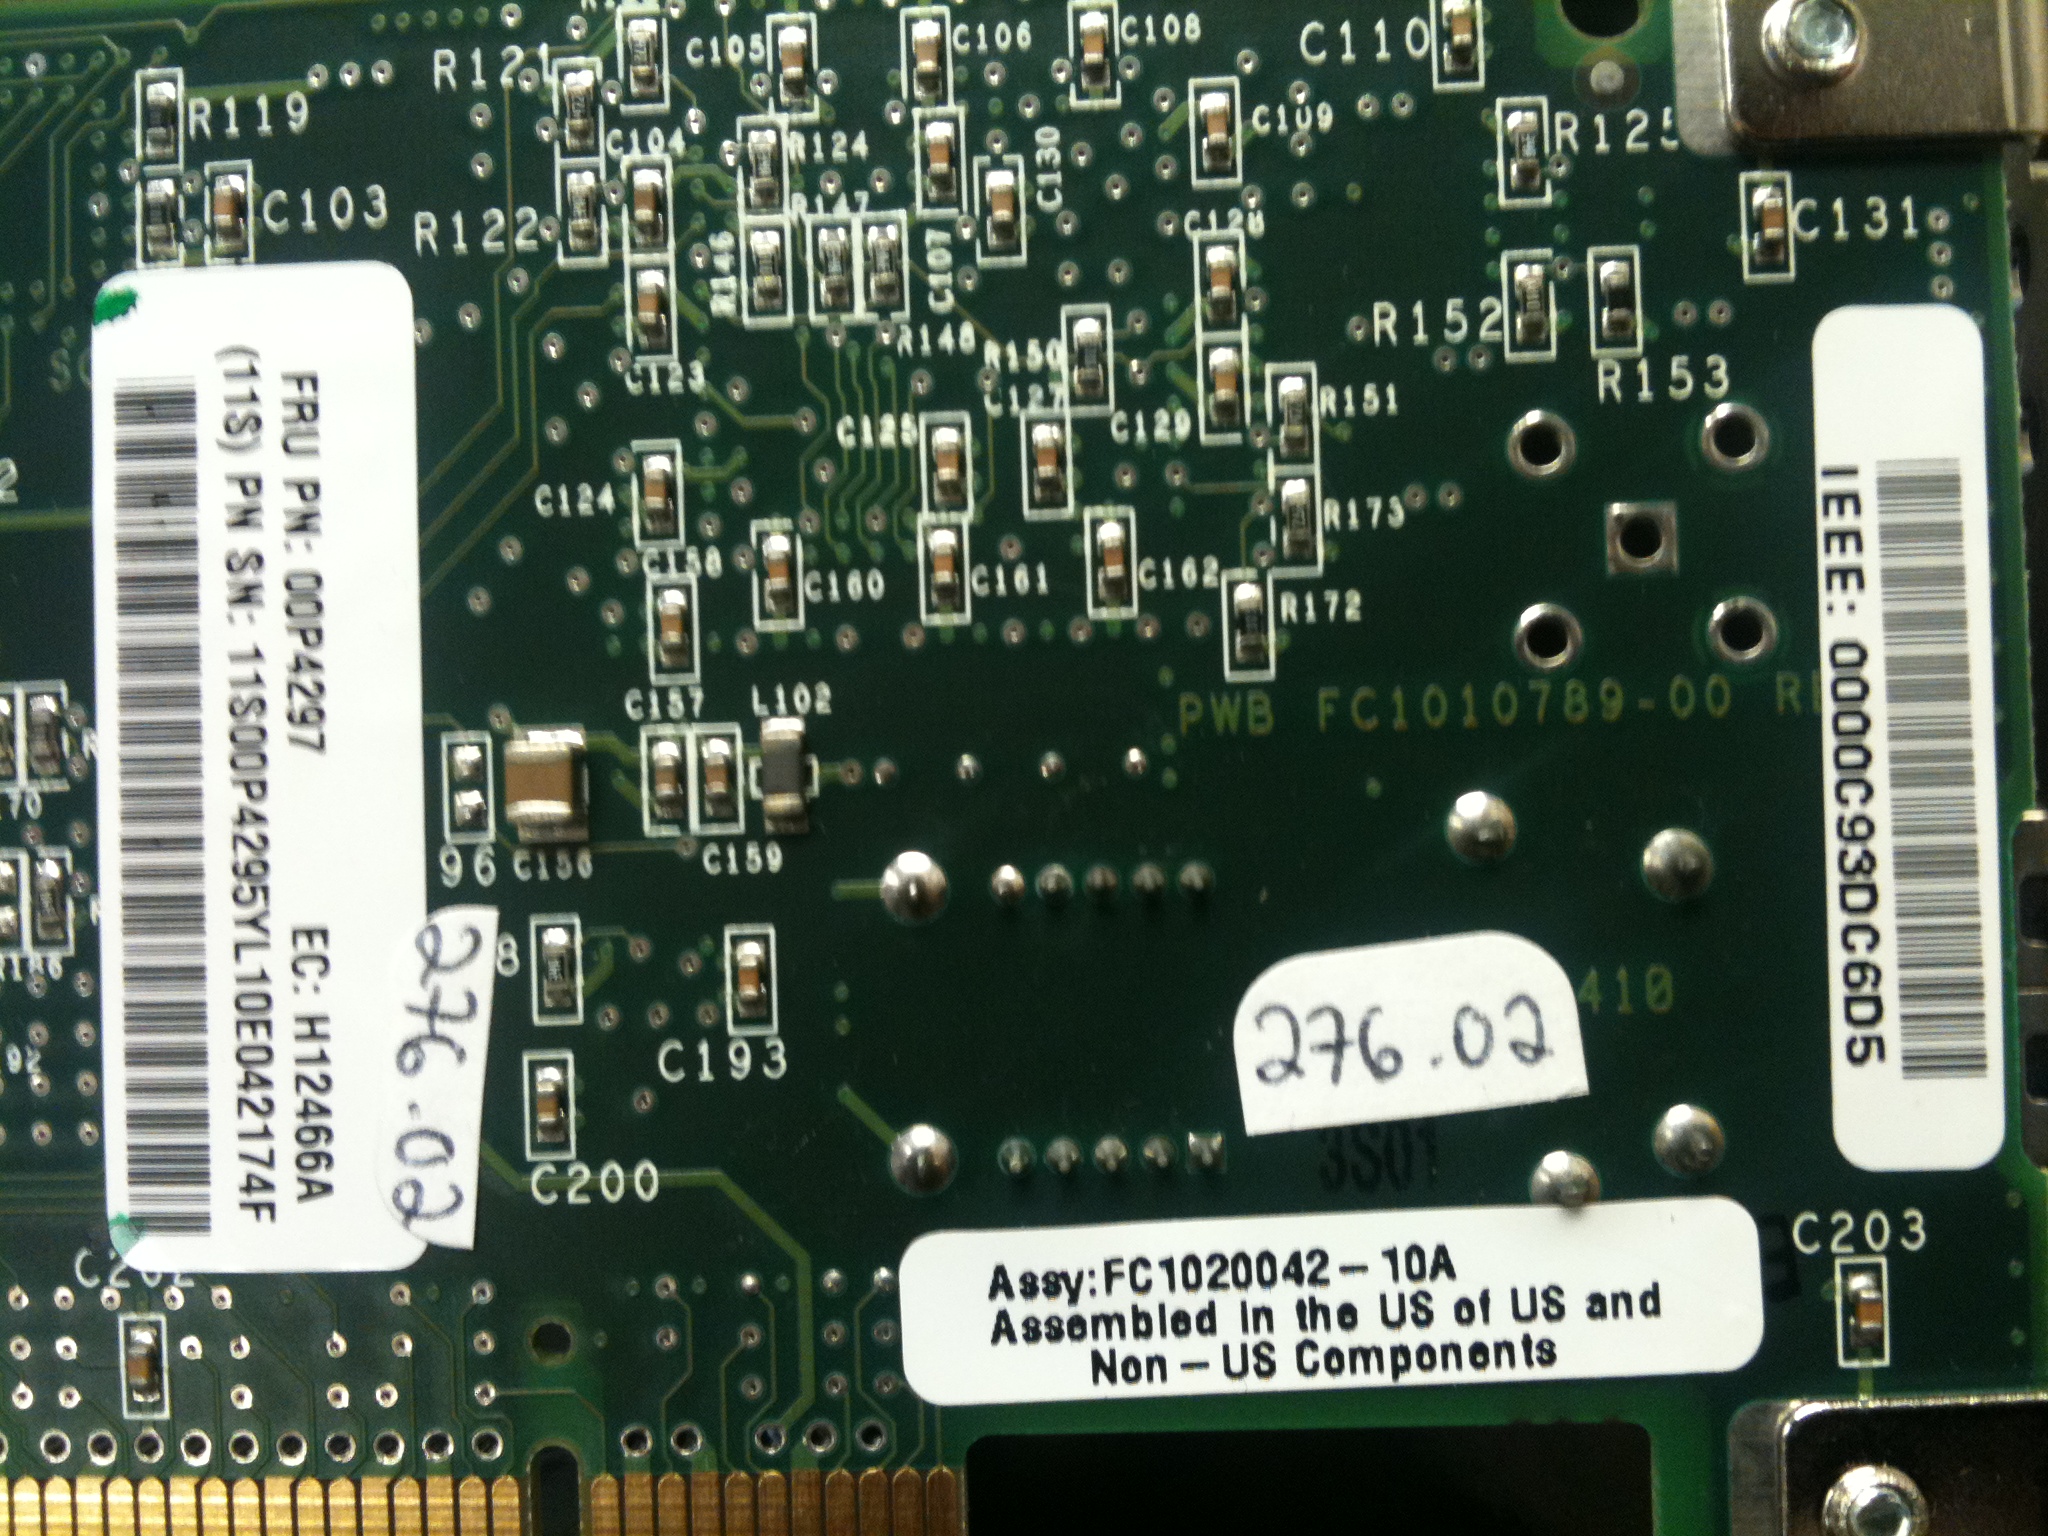 R121
C105
C106
C108
C110
R119
C104
R124
C130
C109
R125
C103
R122
R147
C128
C131
R146
C107
R148
R150
R152
R153
C123
C127
R151
C125
C129
C124
R173
C158
C160
C161
C162
R172
FRU PN: 00P4297
EC: H12466A
(11S) PN SN: 11S00P4295YL10E042174F
IEEE: 0000C93DC6D5
C157
L102
PWB FC1010789-00
70
96
C156
C159
8
276.02
276.02
410
C193
3S01
C200
C203
Assy:FC1020042-10A
Assembled in the US of US and
Non-US Components